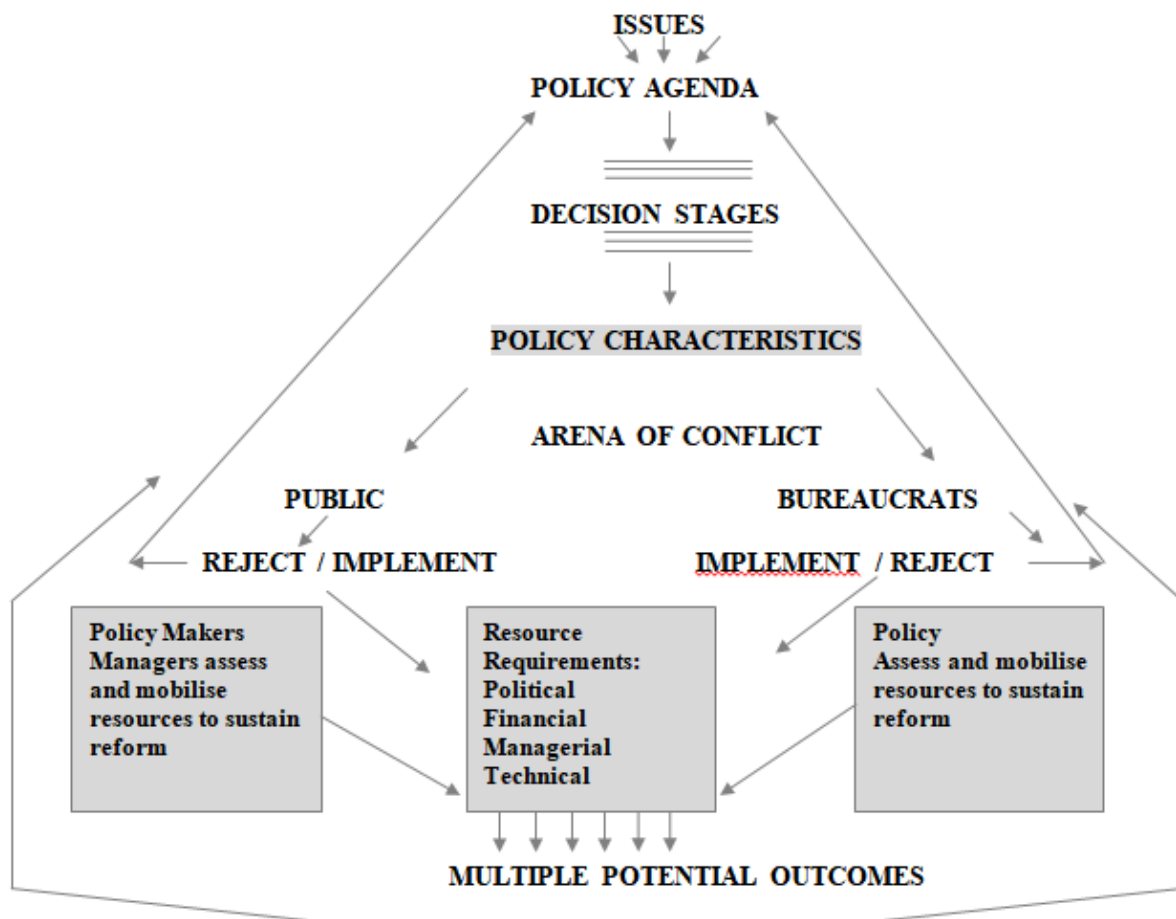 ISSUES
POLICY AGENDA
DECISION STAGES
POLICY CHARACTERISTICS
ARENA OF CONFLICT
PUBLIC
BUREAUCRATS
REJECT / IMPLEMENT
IMPLEMENT / REJECT
Policy Makers
Managers assess
and mobilise
resources to sustain
reform
Resource
Requirements:
Political
Financial
Managerial
Technical
Policy
Assess and mobilise
resources to sustain
reform
MULTIPLE POTENTIAL OUTCOMES